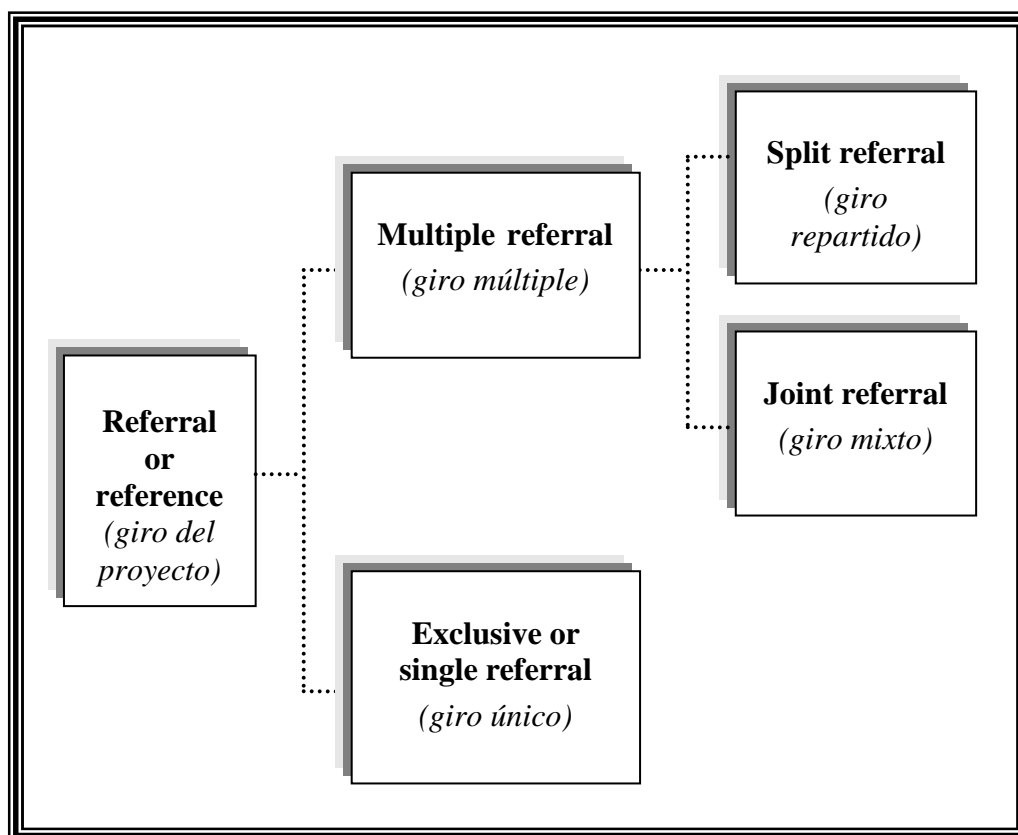 Referral
or
reference
(giro del
proyecto)
Multiple referral
(giro múltiple)
Exclusive or
single referral
(giro único)
Split referral
(giro
repartido)
Joint referral
(giro mixto)